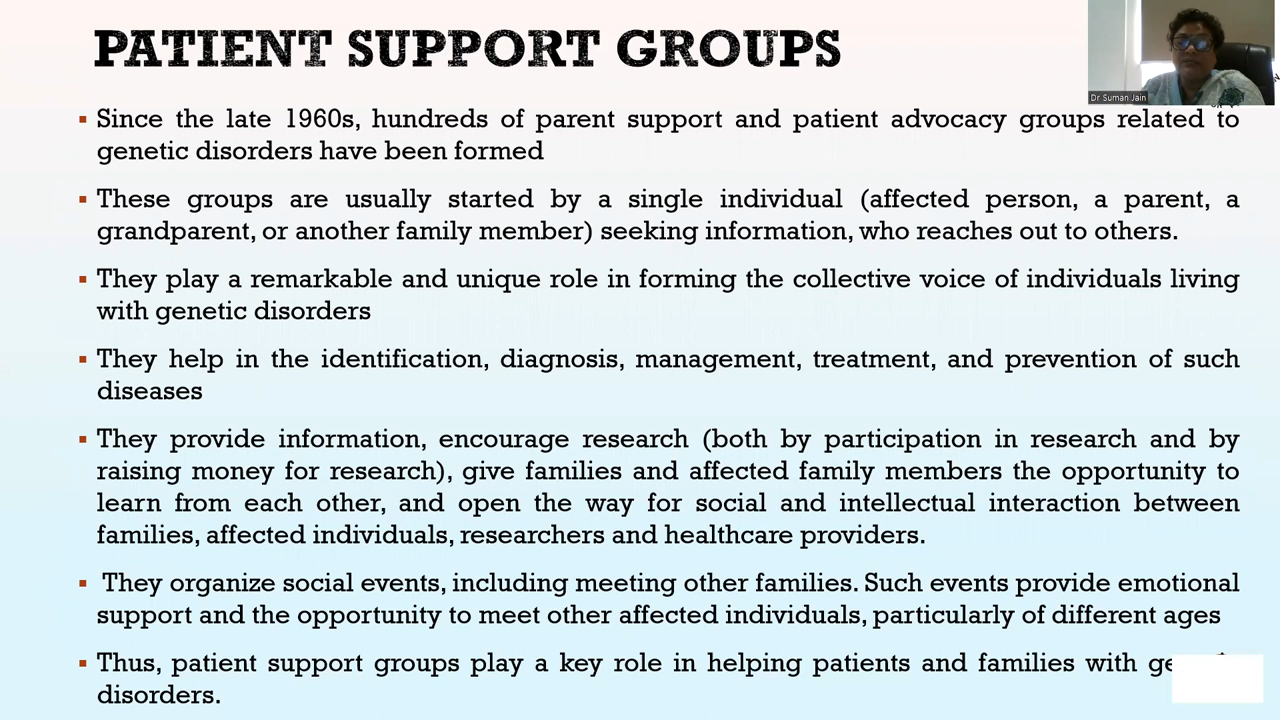 PATIENT SUPPORT GROUPS
Dr Suman Jain
▪ Since the late 1960s, hundreds of parent support and patient advocacy groups related to
genetic disorders have been formed
▪ These groups are usually started by a single individual (affected person, a parent, a
grandparent, or another family member) seeking information, who reaches out to others.
▪ They play a remarkable and unique role in forming the collective voice of individuals living
with genetic disorders
▪ They help in the identification, diagnosis, management, treatment, and prevention of such
diseases
▪ They provide information, encourage research (both by participation in research and by
raising money for research), give families and affected family members the opportunity to
learn from each other, and open the way for social and intellectual interaction between
families, affected individuals, researchers and healthcare providers.
▪ They organize social events, including meeting other families. Such events provide emotional
support and the opportunity to meet other affected individuals, particularly of different ages
▪ Thus, patient support groups play a key role in helping patients and families with
disorders.